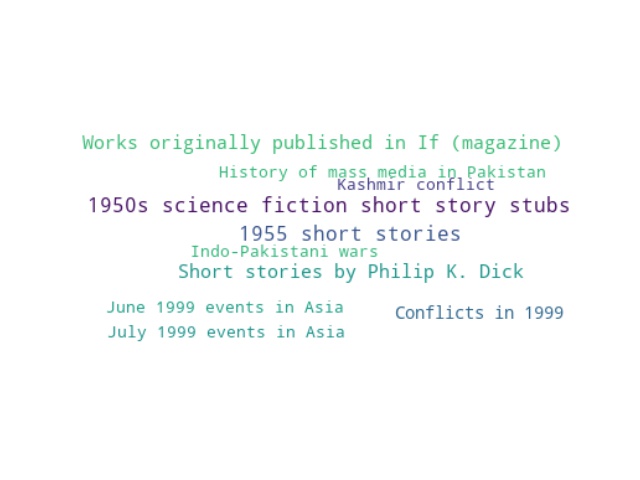 Works originally published in If (magazine)
History of mass media in Pakistan
Kashmir conflict
1950s science fiction short story stubs
1955 short stories
Indo-Pakistani wars
Short stories by Philip K. Dick
June 1999 events in Asia
Conflicts in 1999
July 1999 events in Asia